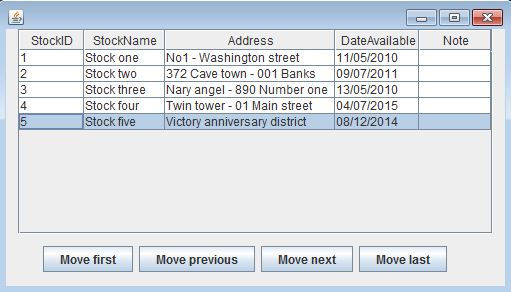 StockID StockName Address DateAvailable Note
1 Stock one No1 - Washington street 11/05/2010
2 Stock two 372 Cave town - 001 Banks 09/07/2011
3 Stock three Nary angel - 890 Number one 13/05/2010
4 Stock four Twin tower - 01 Main street 04/07/2015
5 Stock five Victory anniversary district 08/12/2014
Move first Move previous Move next Move last